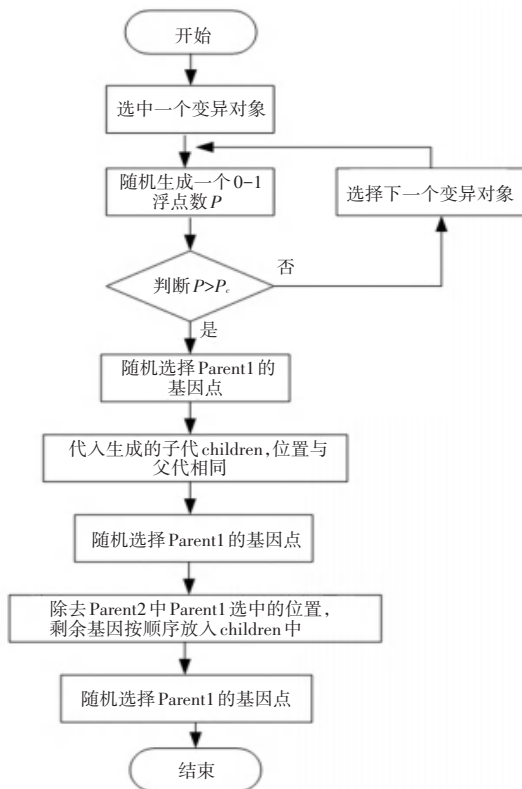 开始
选中一个变异对象
随机生成一个0-1
浮点数P
选择下一个变异对象
判断P>Pc
否
是
随机选择Parent1的
基因点
代入生成的子代children,位置与
父代相同
随机选择Parent1的基因点
除去Parent2中Parent1选中的位置,
剩余基因按顺序放入children中
随机选择Parent1的基因点
结束